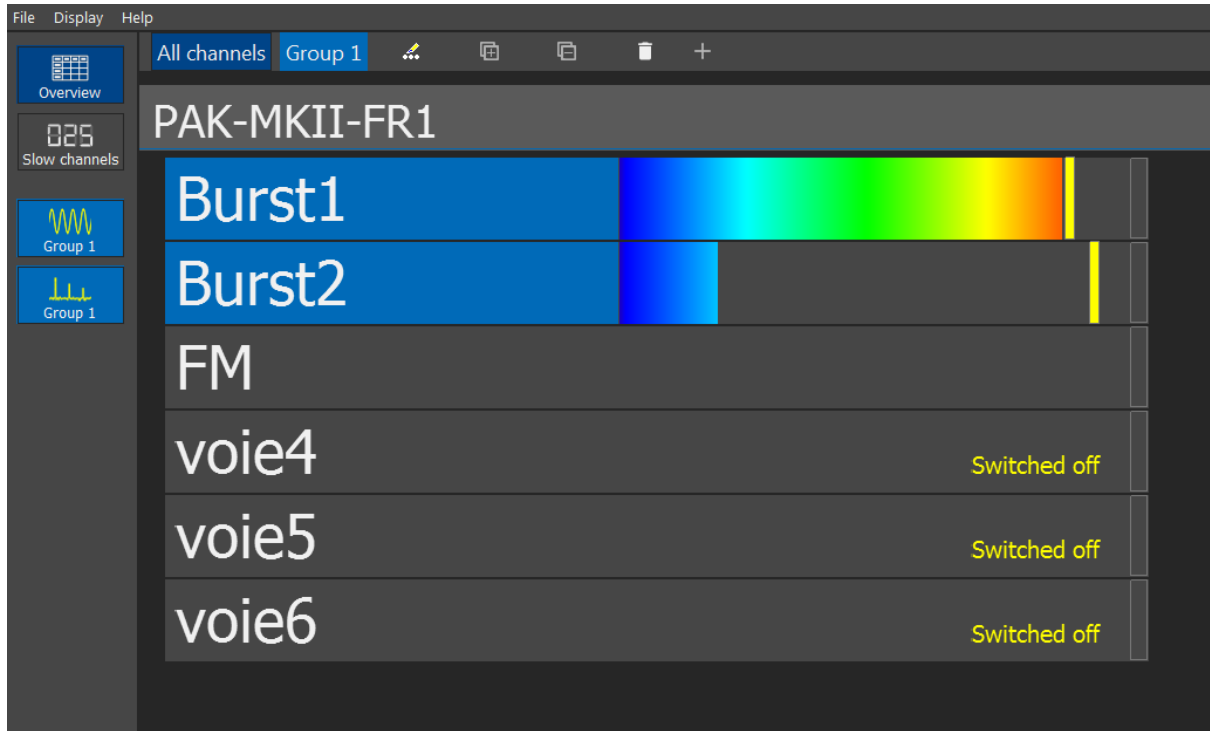 File Display Help
All channels Group 1
Overview
PAK-MKII-FR1
025
Slow channels
Burst1
Group 1
Burst2
Group 1
FM
voie4 Switched off
voie5 Switched off
voie6 Switched off